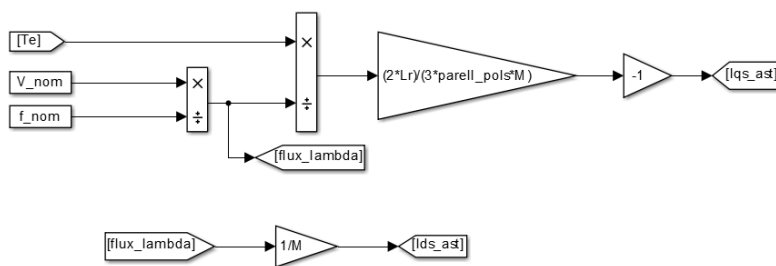 [Te]
V_nom
f_nom
×
÷
×
÷
[flux_lambda]
(2*Lr)/(3*parell_pols*M )
-1
[Iqs_ast]
[flux_lambda]
1/M
[Ids_ast]